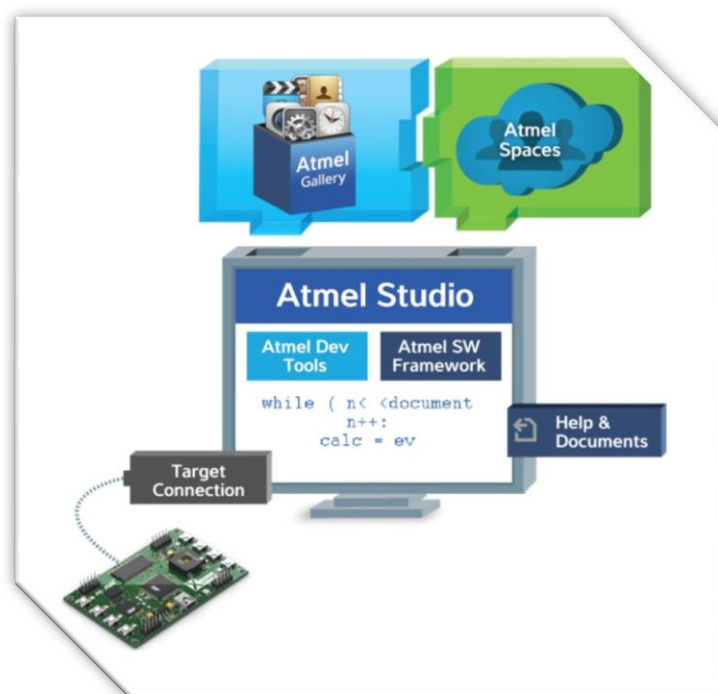 Atmel
Gallery
Atmel
Spaces
Atmel Studio
Atmel Dev
Tools
Atmel SW
Framework
while ( n< <document
n++:
calc = ev
Help &
Documents
Target
Connection